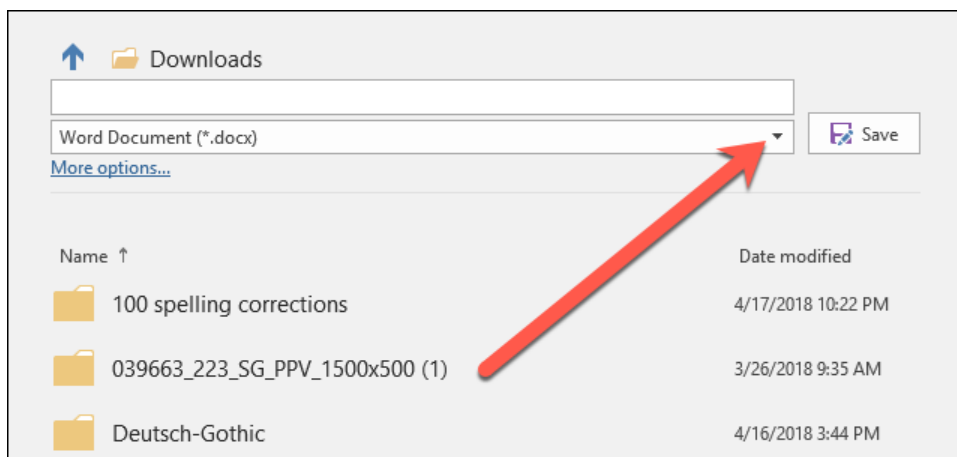 Downloads
Word Document (*.docx)
Save
More options...
Name ↑
Date modified
100 spelling corrections
4/17/2018 10:22 PM
039663_223_SG_PPV_1500x500 (1)
3/26/2018 9:35 AM
Deutsch-Gothic
4/16/2018 3:44 PM